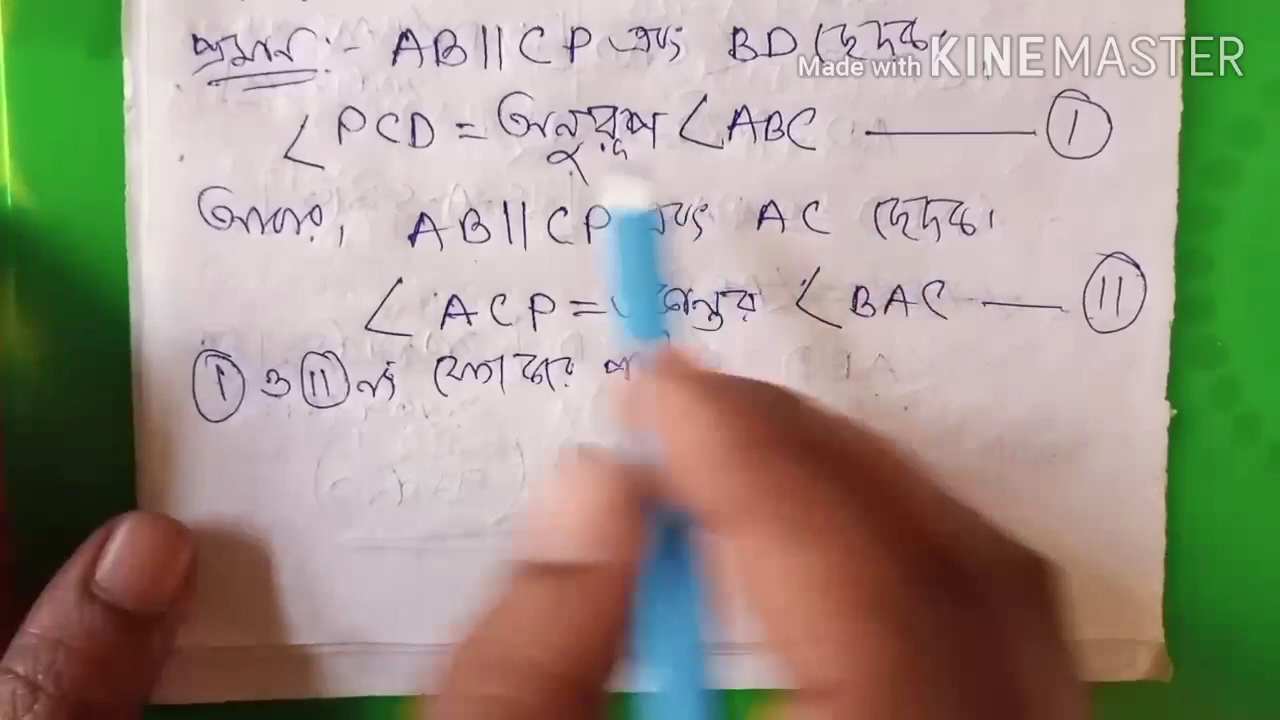 প্রমান:- AB||CP এবং BD ছেদক।
Made with KINEMASTER
∠PCD = অনুরূপ ∠ABC —— (I)
আবার, AB||CP এবং AC ছেদক।
∠ACP = একান্তর ∠BAC —— (II)
(I) ও (II) নং যোগ করে